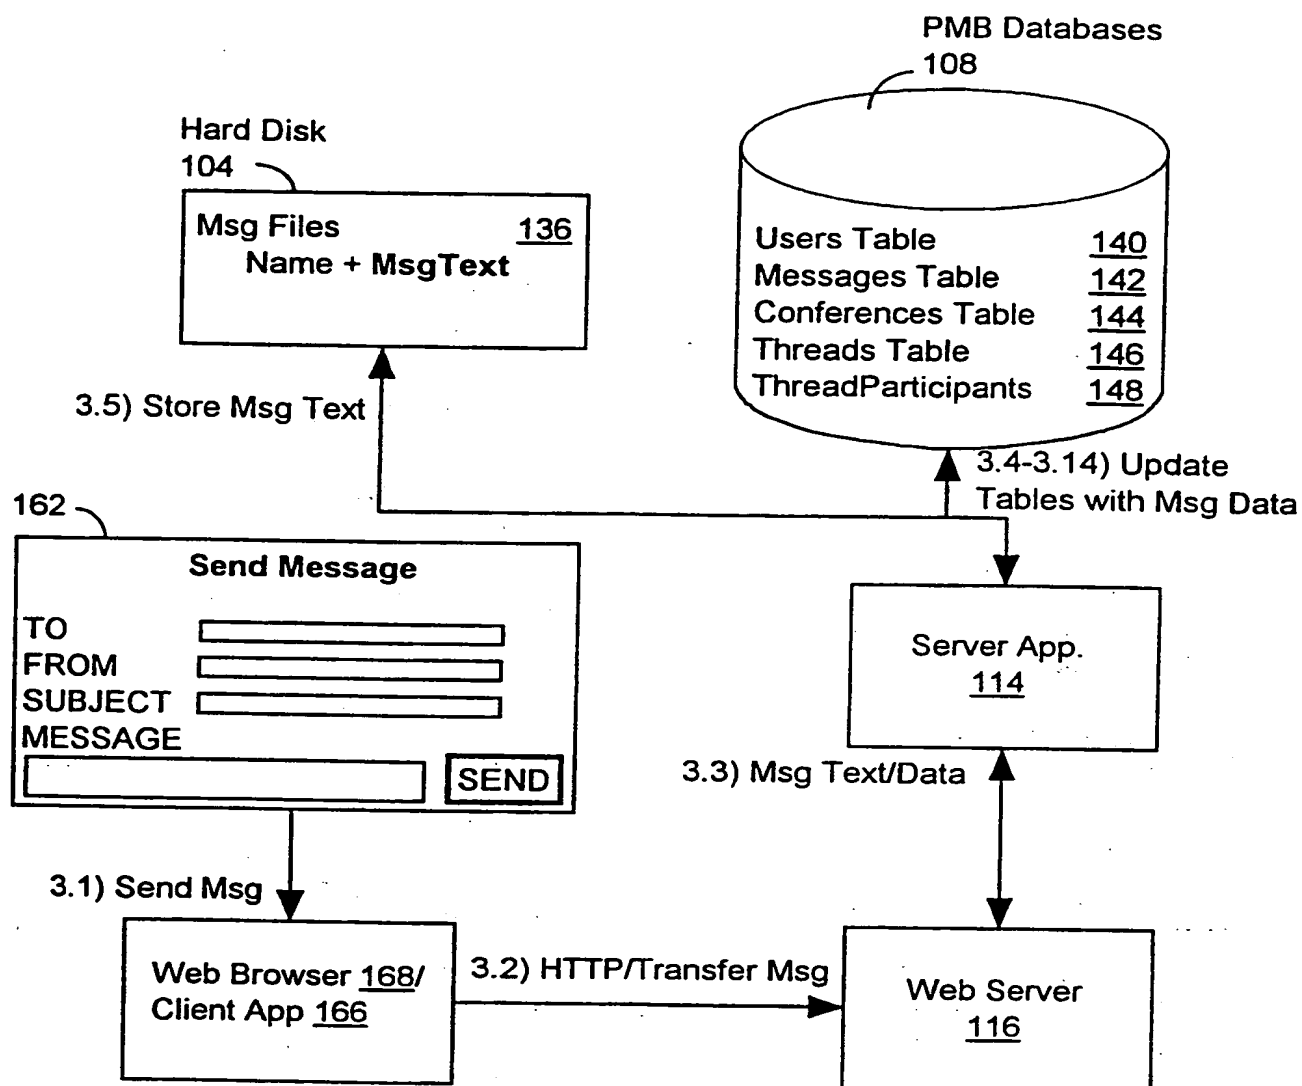 PMB Databases
108
Hard Disk
104
Msg Files 136
Name + MsgText
Users Table 140
Messages Table 142
Conferences Table 144
Threads Table 146
ThreadParticipants 148
3.5) Store Msg Text
3.4-3.14) Update
Tables with Msg Data
162
Send Message
TO
FROM
SUBJECT
MESSAGE
SEND
Server App.
114
3.3) Msg Text/Data
3.1) Send Msg
Web Browser 168/
Client App 166
3.2) HTTP/Transfer Msg
Web Server
116